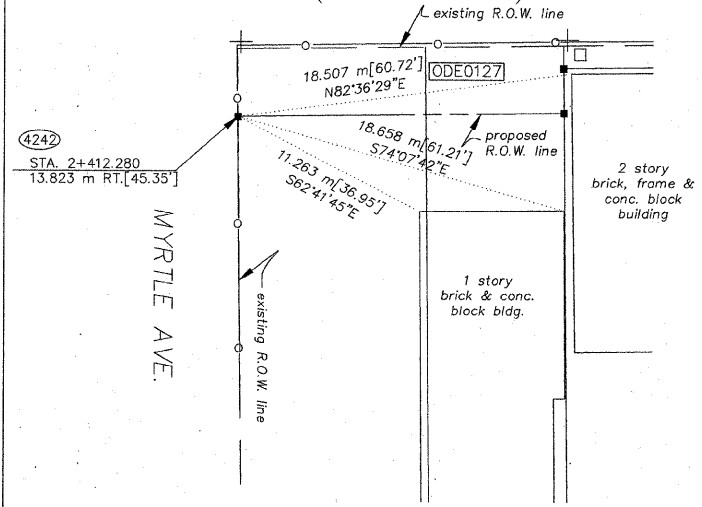 existing R.O.W. line
18.507 m[60.72']
N82°36'29"E
ODE0127
4242
STA. 2+412.280
13.823 m RT.[45.35']
18.658 m[61.21']
S74°07'42"E
proposed
R.O.W. line
11.263 m[36.95']
S62°41'45"E
2 story
brick, frame &
conc. block
building
MYRTLE AVE.
existing R.O.W. line
1 story
brick & conc.
block bldg.